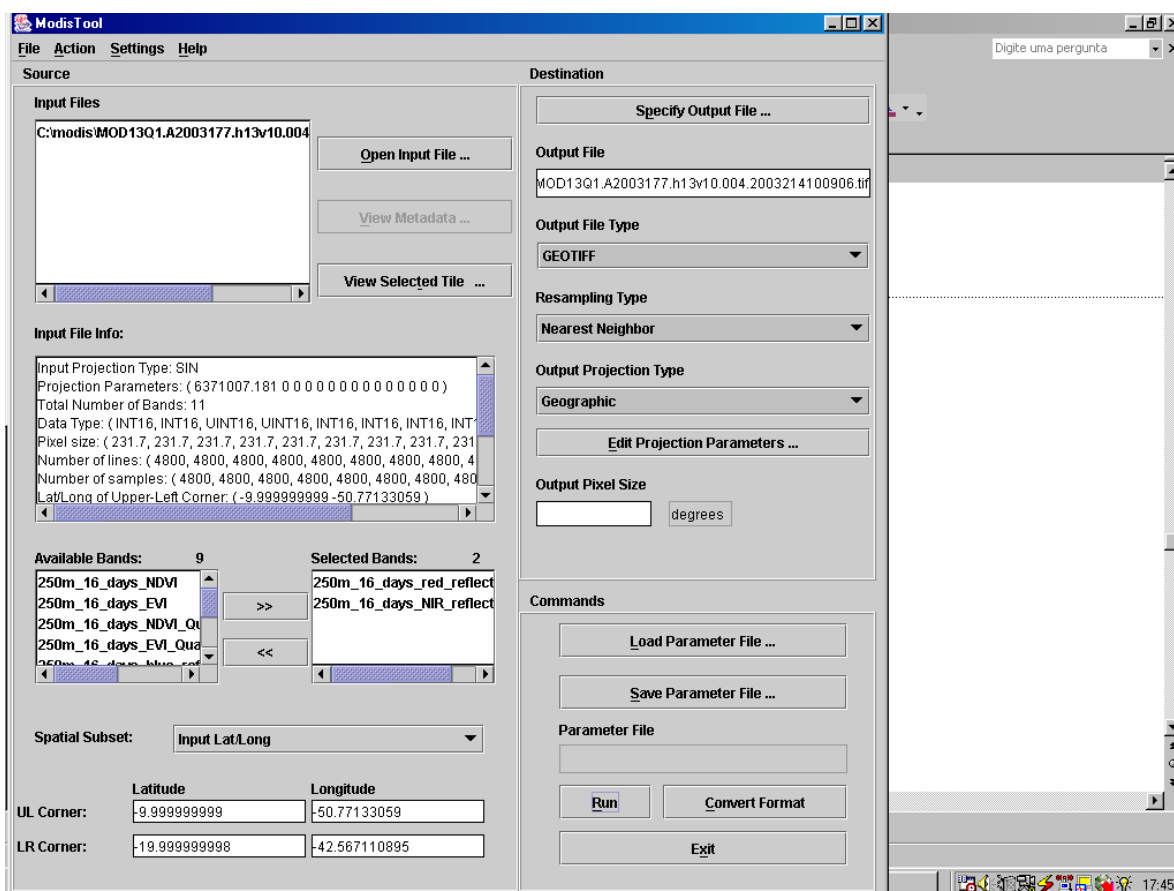 ModisTool
File Action Settings Help
Digite uma pergunta
Source
Input Files
C:\modis\MOD13Q1.A2003177.h13v10.004
Open Input File ...
View Metadata ...
View Selected Tile ...
Input File Info:
Input Projection Type: SIN
Projection Parameters: ( 6371007.181 0 0 0 0 0 0 0 0 0 0 0 0 0 0 )
Total Number of Bands: 11
Data Type: ( INT16, INT16, UINT16, UINT16, INT16, INT16, INT16, INT
Pixel size: ( 231.7, 231.7, 231.7, 231.7, 231.7, 231.7, 231.7, 231
Number of lines: ( 4800, 4800, 4800, 4800, 4800, 4800, 4800, 4
Number of samples: ( 4800, 4800, 4800, 4800, 4800, 4800, 480
Lat/Long of Upper-Left Corner: ( -9.999999999 -50.77133059 )
Available Bands: 9
250m_16_days_NDVI
250m_16_days_EVI
250m_16_days_NDVI_Qu
250m_16_days_EVI_Qua
250m_16_days_blue_ref
>>
<<
Selected Bands: 2
250m_16_days_red_reflect
250m_16_days_NIR_reflect
Spatial Subset: Input Lat/Long
Latitude Longitude
UL Corner: -9.999999999 -50.77133059
LR Corner: -19.999999998 -42.567110895
Destination
Specify Output File ...
Output File
MOD13Q1.A2003177.h13v10.004.2003214100906.tif
Output File Type
GEOTIFF
Resampling Type
Nearest Neighbor
Output Projection Type
Geographic
Edit Projection Parameters ...
Output Pixel Size
degrees
Commands
Load Parameter File ...
Save Parameter File ...
Parameter File
Run Convert Format
Exit
17:45